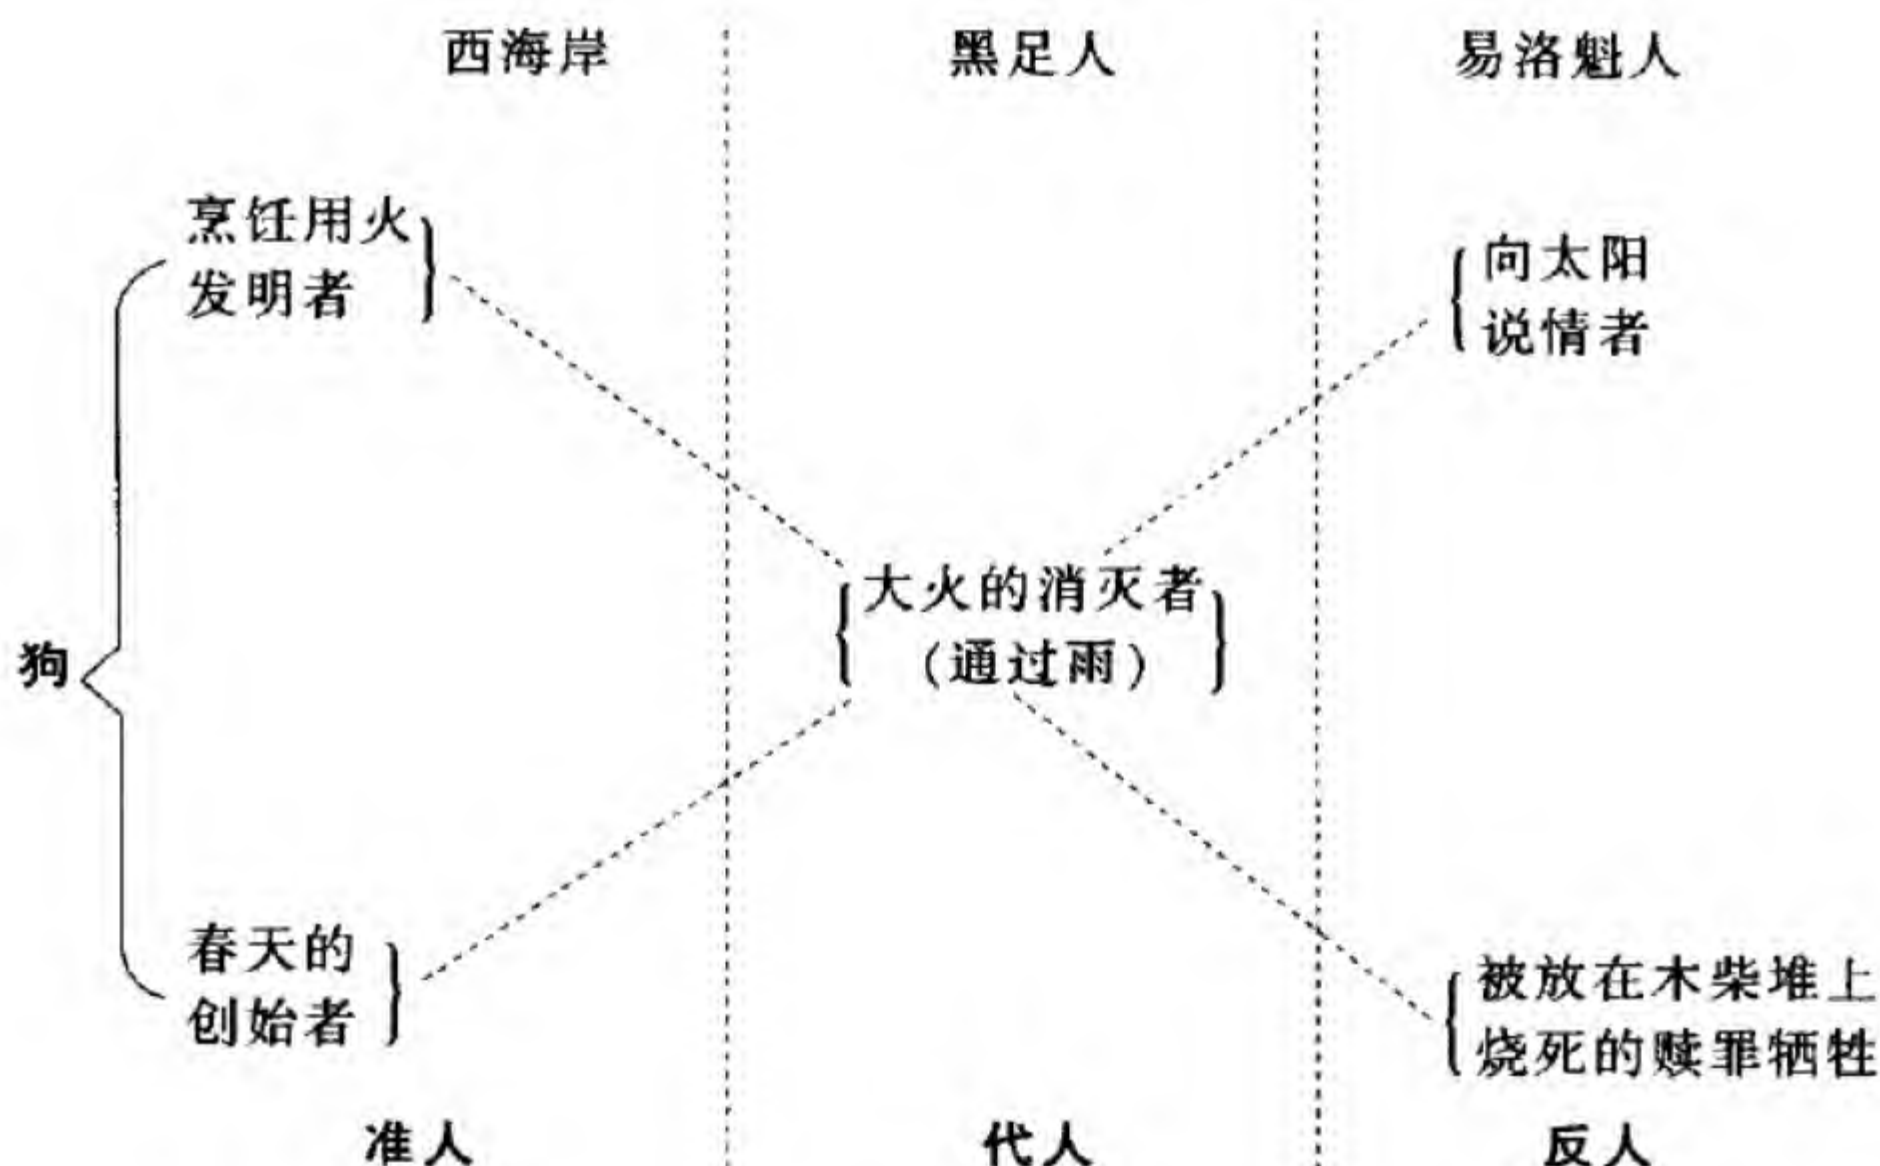 西海岸
黑足人
易洛魁人
烹饪用火
发明者
向太阳
说情者
大火的消灭者
(通过雨)
狗
春天的
创始者
被放在木柴堆上
烧死的赎罪牺牲
准人
代人
反人